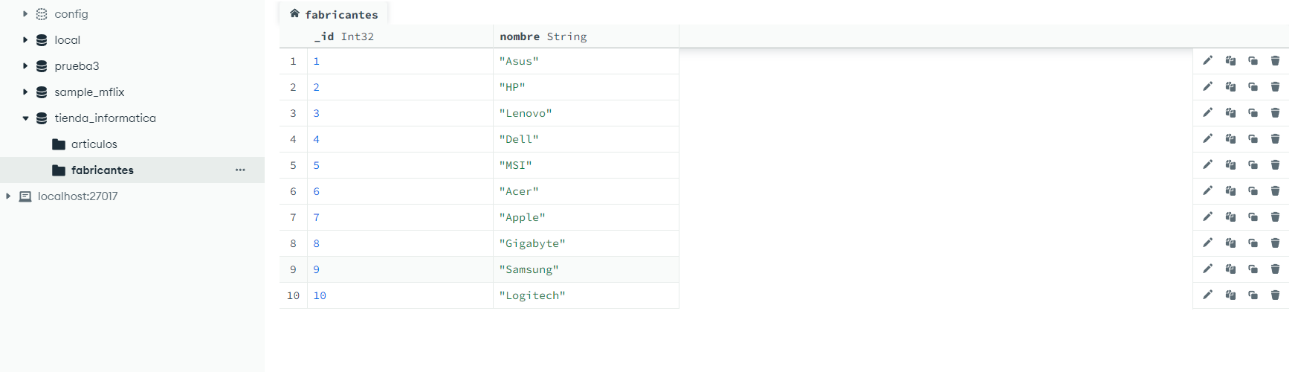 config
local
prueba3
sample_mflix
tienda_informatica
articulos
fabricantes
localhost:27017
fabricantes
_id Int32 nombre String
1 1 "Asus"
2 2 "HP"
3 3 "Lenovo"
4 4 "Dell"
5 5 "MSI"
6 6 "Acer"
7 7 "Apple"
8 8 "Gigabyte"
9 9 "Samsung"
10 10 "Logitech"